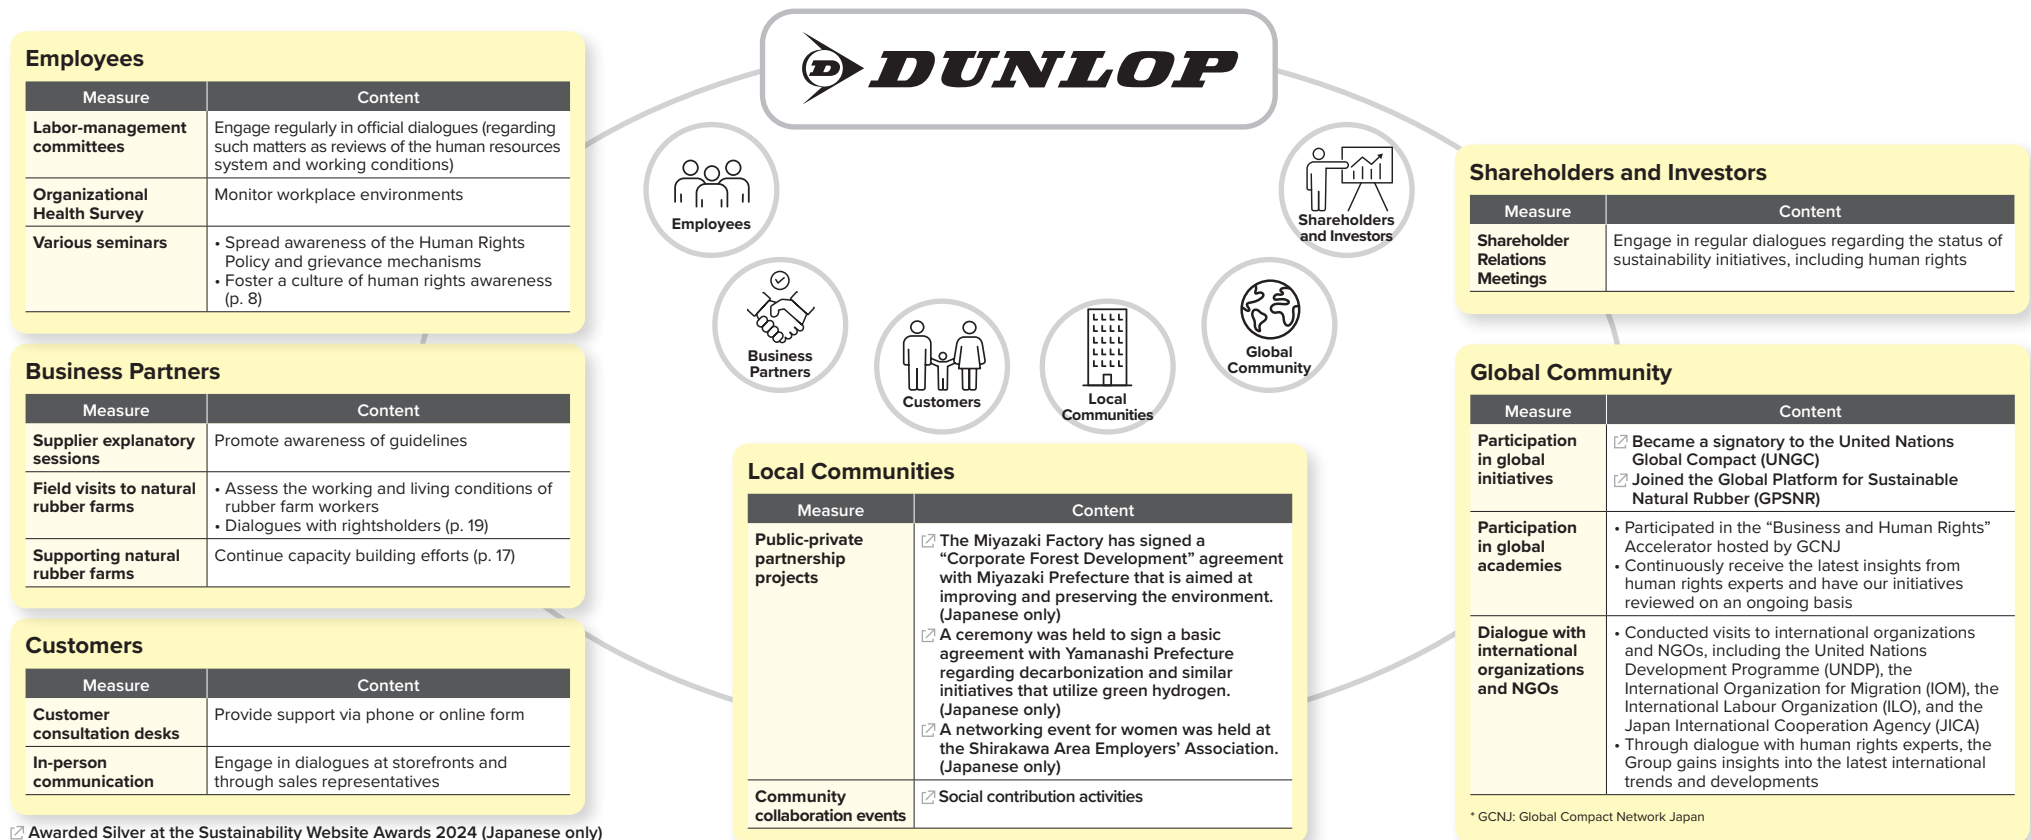 DUNLOP
Employees
Measure Content
Labor-management
committees
Engage regularly in official dialogues (regarding
such matters as reviews of the human resources
system and working conditions)
Organizational
Health Survey
Monitor workplace environments
Various seminars
• Spread awareness of the Human Rights
Policy and grievance mechanisms
• Foster a culture of human rights awareness
(p. 8)
Business Partners
Measure Content
Supplier explanatory
sessions
Promote awareness of guidelines
Field visits to natural
rubber farms
• Assess the working and living conditions of
rubber farm workers
• Dialogues with rightsholders (p. 19)
Supporting natural
rubber farms
Continue capacity building efforts (p. 17)
Customers
Measure Content
Customer
consultation desks
Provide support via phone or online form
In-person
communication
Engage in dialogues at storefronts and
through sales representatives
Awarded Silver at the Sustainability Website Awards 2024 (Japanese only)
Employees
Business
Partners
Customers
Local
Communities
Global
Community
Shareholders
and Investors
Local Communities
Measure Content
Public-private
partnership
projects
The Miyazaki Factory has signed a
“Corporate Forest Development” agreement
with Miyazaki Prefecture that is aimed at
improving and preserving the environment.
(Japanese only)
A ceremony was held to sign a basic
agreement with Yamanashi Prefecture
regarding decarbonization and similar
initiatives that utilize green hydrogen.
(Japanese only)
A networking event for women was held at
the Shirakawa Area Employers’ Association.
(Japanese only)
Community
collaboration events
Social contribution activities
Shareholders and Investors
Measure Content
Shareholder
Relations
Meetings
Engage in regular dialogues regarding the status of
sustainability initiatives, including human rights
Global Community
Measure Content
Participation
in global
initiatives
Became a signatory to the United Nations
Global Compact (UNGC)
Joined the Global Platform for Sustainable
Natural Rubber (GPSNR)
Participation
in global
academies
• Participated in the “Business and Human Rights”
Accelerator hosted by GCNJ
• Continuously receive the latest insights from
human rights experts and have our initiatives
reviewed on an ongoing basis
Dialogue with
international
organizations
and NGOs
• Conducted visits to international organizations
and NGOs, including the United Nations
Development Programme (UNDP), the
International Organization for Migration (IOM), the
International Labour Organization (ILO), and the
Japan International Cooperation Agency (JICA)
• Through dialogue with human rights experts, the
Group gains insights into the latest international
trends and developments
* GCNJ: Global Compact Network Japan